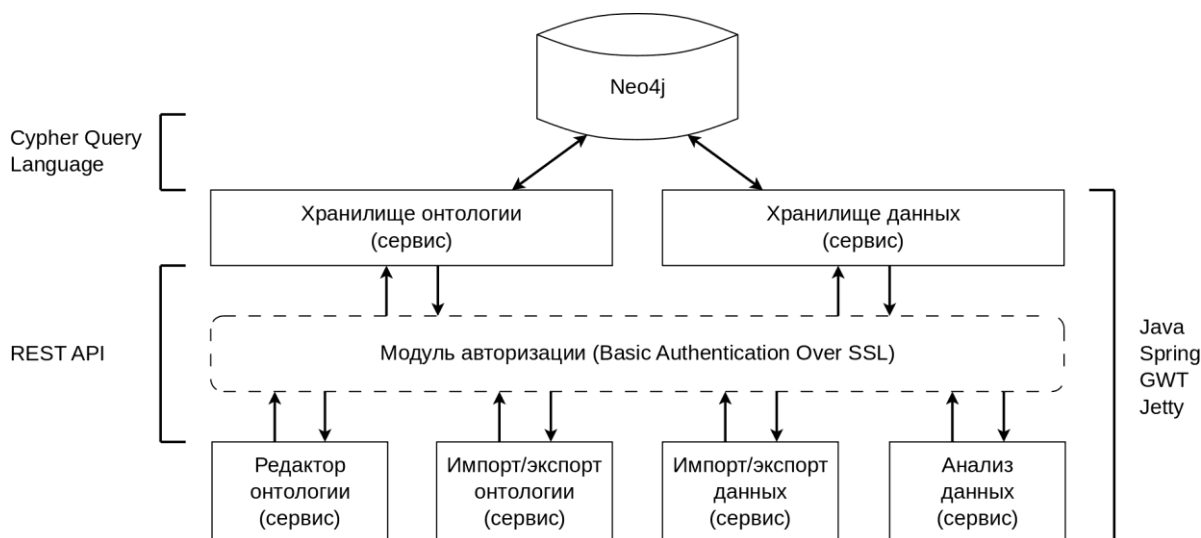 Neo4j
Cypher Query
Language
Хранилище онтологии
(сервис)
Хранилище данных
(сервис)
REST API
Модуль авторизации (Basic Authentication Over SSL)
Java
Spring
GWT
Jetty
Редактор
онтологии
(сервис)
Импорт/экспорт
онтологии
(сервис)
Импорт/экспорт
данных
(сервис)
Анализ
данных
(сервис)